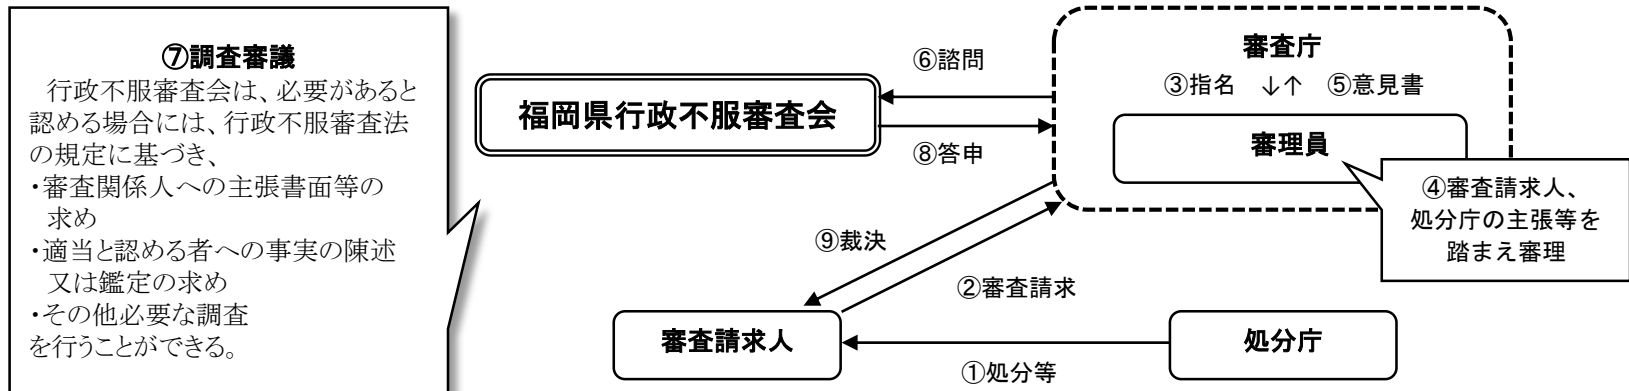 ⑦調査審議
行政不服審査会は、必要があると
認める場合には、行政不服審査法
の規定に基づき、
・審査関係人への主張書面等の
求め
・適当と認める者への事実の陳述
又は鑑定の求め
・その他必要な調査
を行うことができる。
福岡県行政不服審査会
⑥諮問
⑧答申
審査庁
③指名 ↓↑ ⑤意見書
審理員
④審査請求人、
処分庁の主張等を
踏まえ審理
⑨裁決
②審査請求
審査請求人
処分庁
①処分等